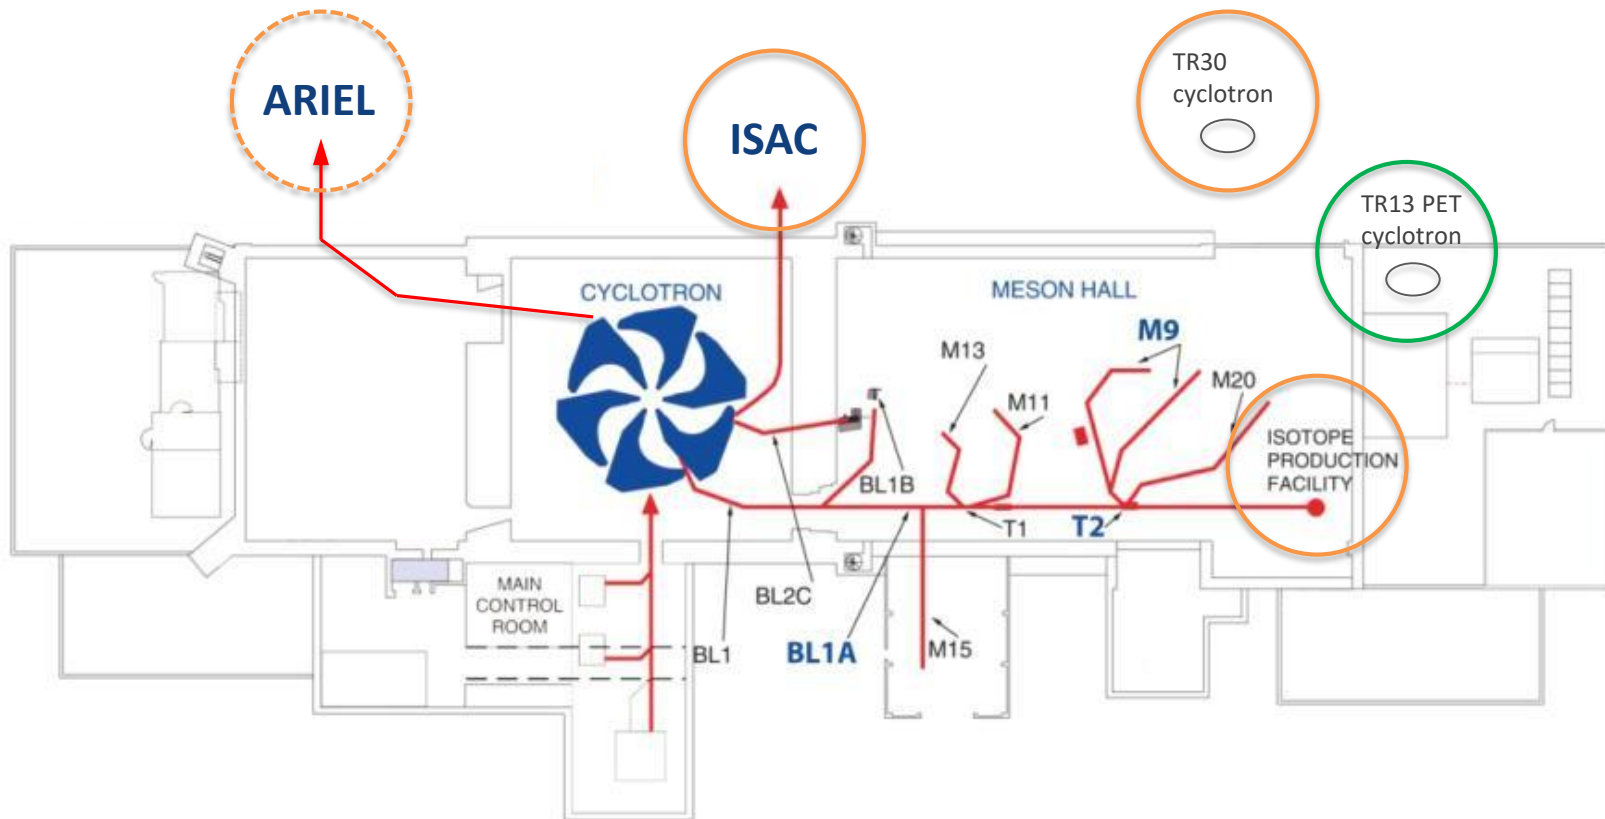 ARIEL
ISAC
TR30
cyclotron
TR13 PET
cyclotron
CYCLOTRON
MESON HALL
M9
M13
M20
M11
ISOTOPE
PRODUCTION
FACILITY
BL1B
T1
T2
MAIN
CONTROL
ROOM
BL2C
BL1
BL1A
M15